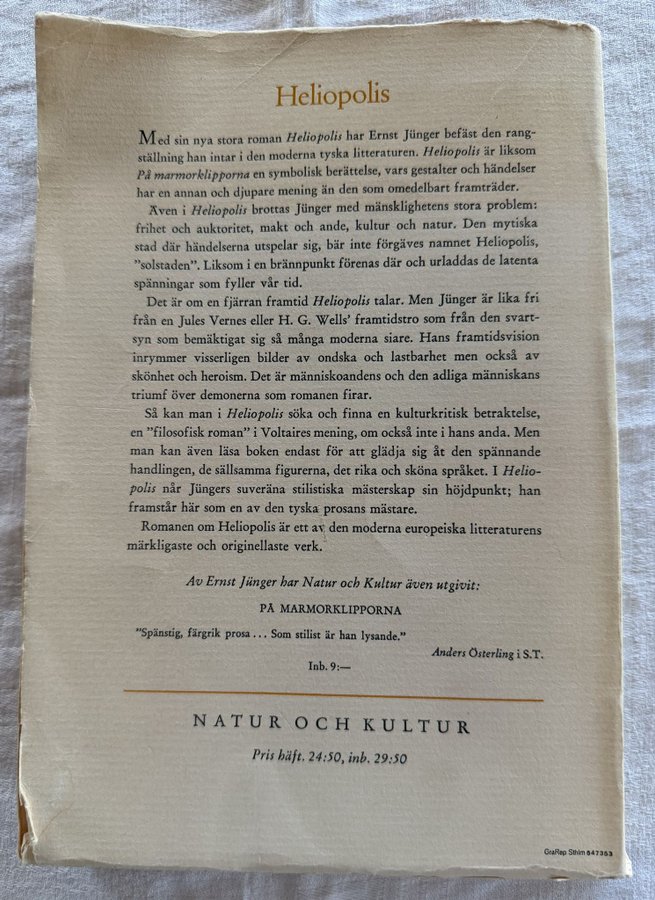 Heliopolis
Med sin nya stora roman Heliopolis har Ernst Jünger befäst den rang-
ställning han intar i den moderna tyska litteraturen. Heliopolis är liksom
På marmorklipporna en symbolisk berättelse, vars gestalter och händelser
har en annan och djupare mening än den som omedelbart framträder.
Även i Heliopolis brottas Jünger med mänsklighetens stora problem:
frihet och auktoritet, makt och ande, kultur och natur. Den mytiska
stad där händelserna utspelar sig, bär inte förgäves namnet Heliopolis,
”solstaden”. Liksom i en brännpunkt förenas där och urladdas de latenta
spänningar som fyller vår tid.
Det är om en fjärran framtid Heliopolis talar. Men Jünger är lika fri
från en Jules Vernes eller H. G. Wells’ framtidstro som från den svart-
syn som bemäktigat sig så många moderna siare. Hans framtidsvision
inrymmer visserligen bilder av ondska och lastbarhet men också av
skönhet och heroism. Det är människoandens och den adliga människans
triumf över demonerna som romanen firar.
Så kan man i Heliopolis söka och finna en kulturkritisk betraktelse,
en ”filosofisk roman” i Voltaires mening, om också inte i hans anda. Men
man kan även läsa boken endast för att glädja sig åt den spännande
handlingen, de sällsamma figurerna, det rika och sköna språket. I Helio-
polis når Jüngers suveräna stilistiska mästerskap sin höjdpunkt; han
framstår här som en av den tyska prosans mästare.
Romanen om Heliopolis är ett av den moderna europeiska litteraturens
märkligaste och originellaste verk.
Av Ernst Jünger har Natur och Kultur även utgivit:
PÅ MARMORKLIPPORNA
”Spänstig, färgrik prosa ... Som stilist är han lysande.”
Anders Österling i S.T.
Inb. 9:—
NATUR OCH KULTUR
Pris häft. 24:50, inb. 29:50
GraRep Sthlm 547353